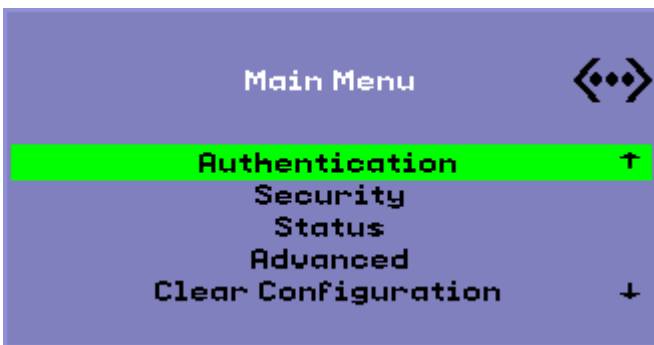 Main Menu
Authentication
Security
Status
Advanced
Clear Configuration